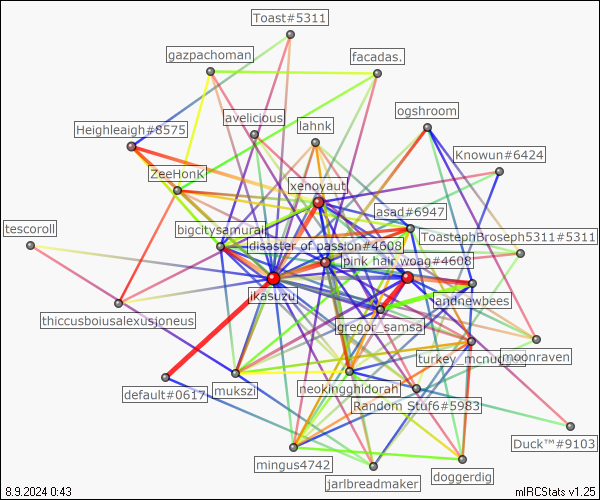 Toast#5311
gazpachoman
facadas.
avelicious
lahnk
ogshroom
Heighleaigh#8575
Knowun#6424
ZeeHonK
xenovaut
asad#6947
tescoroll
bigcitysamurai
ToastephBroseph5311#5311
disaster of passion#4608
pink hair woag#4608
jkasuzu
landnewbees
thiccusboiusalexusjoneus
gregor_samsa
turkey_mcnugget
moonraven
default#0617
mukszi
neokingghidorah
Random Stuf6#5983
Duck™#9103
mingus4742
jarlbreadmaker
doggerdig
8.9.2024 0:43
mIRCStats v1.25